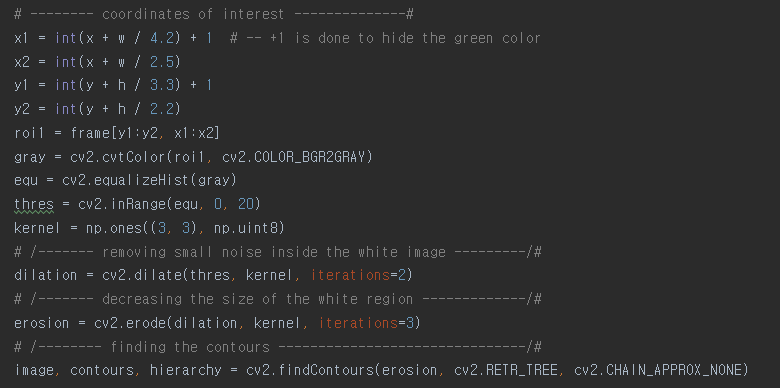 # -------- coordinates of interest --------------#
x1 = int(x + w / 4.2) + 1  # -- +1 is done to hide the green color
x2 = int(x + w / 2.5)
y1 = int(y + h / 3.3) + 1
y2 = int(y + h / 2.2)
roi1 = frame[y1:y2, x1:x2]
gray = cv2.cvtColor(roi1, cv2.COLOR_BGR2GRAY)
equ = cv2.equalizeHist(gray)
thres = cv2.inRange(equ, 0, 20)
kernel = np.ones((3, 3), np.uint8)
# /------- removing small noise inside the white image ---------/#
dilation = cv2.dilate(thres, kernel, iterations=2)
# /------- decreasing the size of the white region -------------/#
erosion = cv2.erode(dilation, kernel, iterations=3)
# /-------- finding the contours -------------------------------/#
image, contours, hierarchy = cv2.findContours(erosion, cv2.RETR_TREE, cv2.CHAIN_APPROX_NONE)